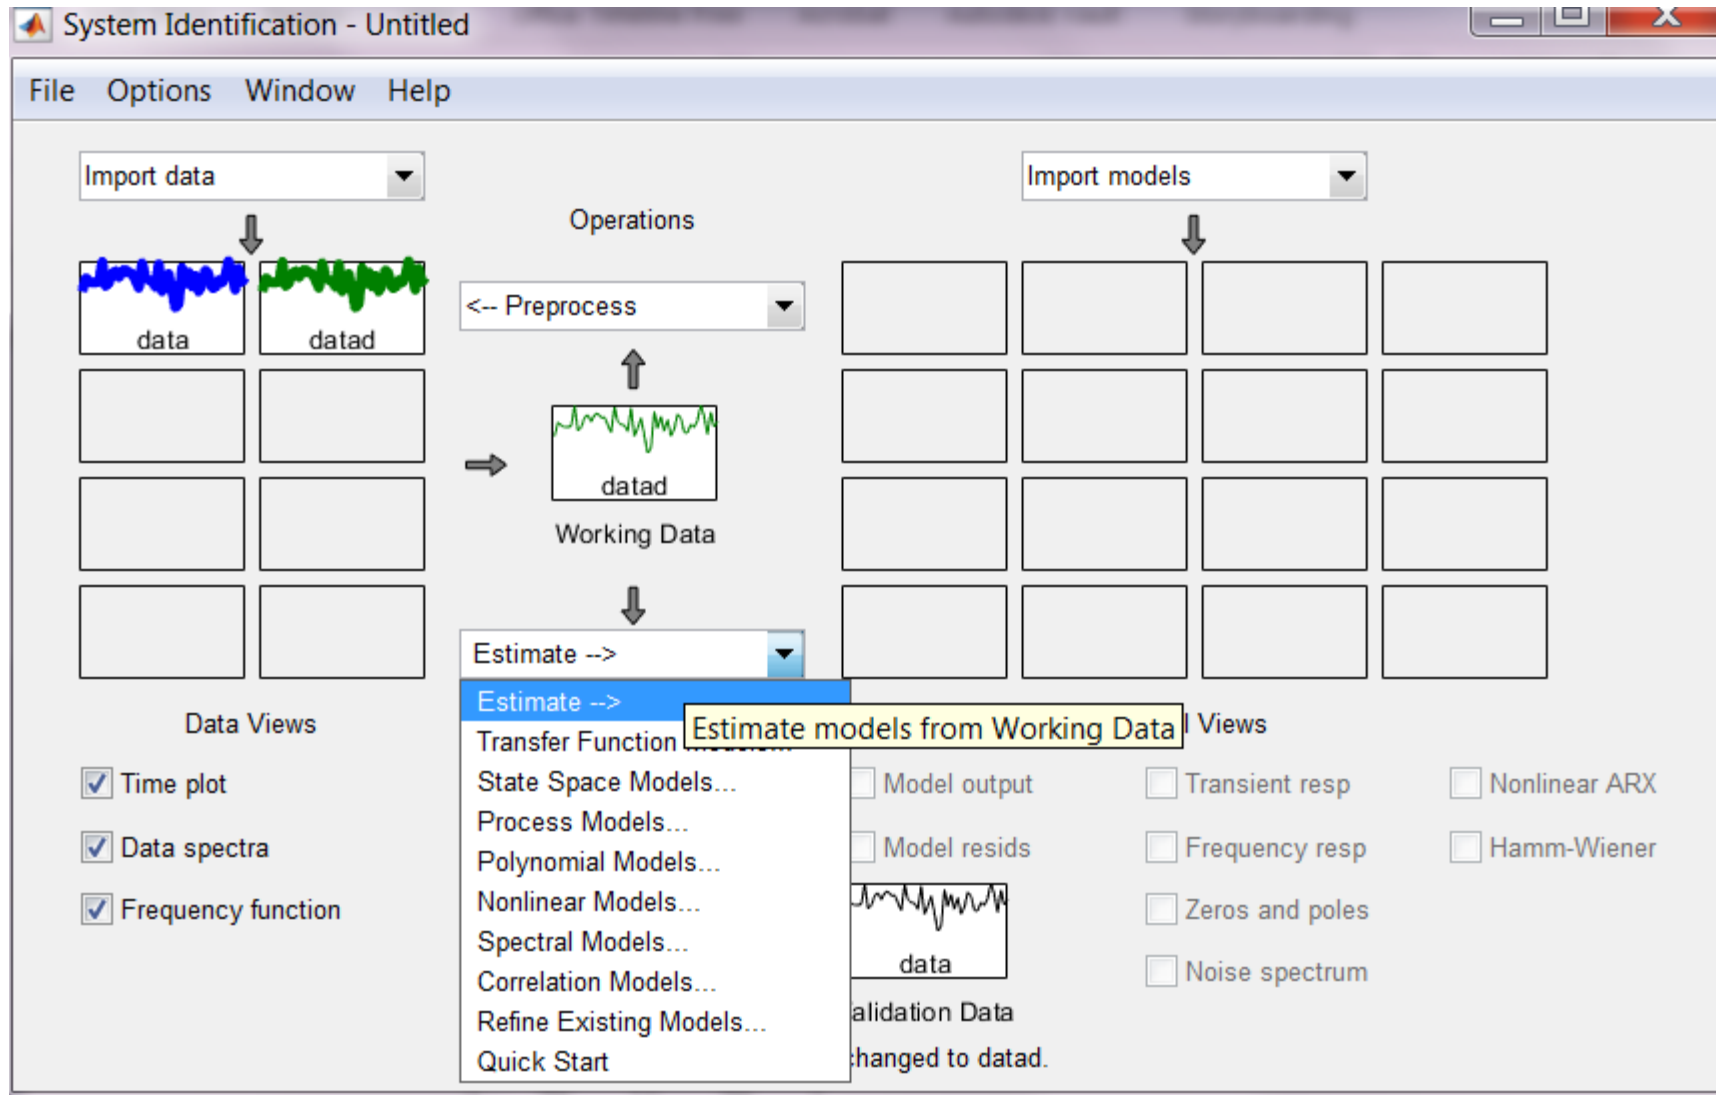 System Identification - Untitled
File Options Window Help
Import data
Import models
Operations
data
datad
<-- Preprocess
datad
Working Data
Estimate -->
Estimate -->
Transfer Function
Estimate models from Working Data
State Space Models...
Process Models...
Polynomial Models...
Nonlinear Models...
Spectral Models...
Correlation Models...
Refine Existing Models...
Quick Start
Data Views
Time plot
Data spectra
Frequency function
Views
Model output
Transient resp
Nonlinear ARX
Model resids
Frequency resp
Hamm-Wiener
Zeros and poles
data
Noise spectrum
alidation Data
hanged to datad.